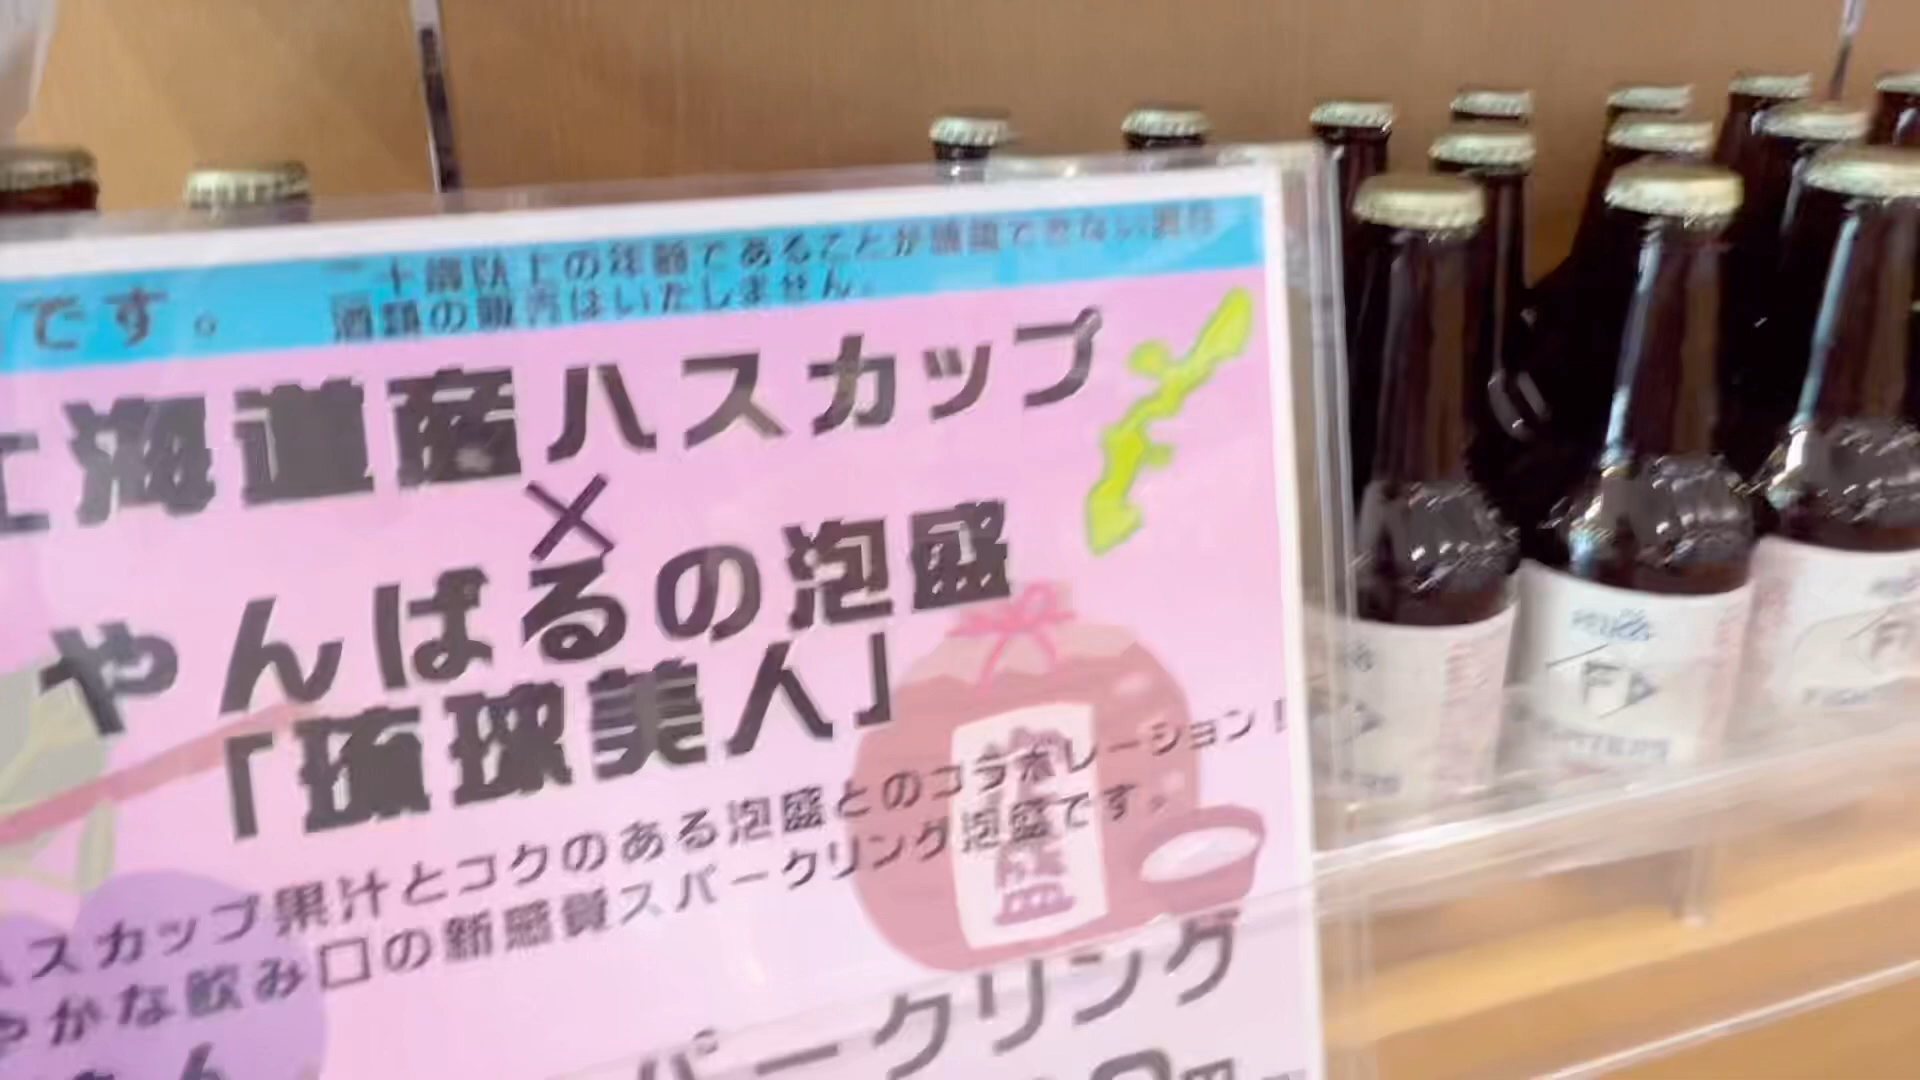 です。
二十歳以上の年齢であることが確認できない場合
酒類の販売はいたしません。
海道産ハスカップ
×
やんばるの泡盛
「琉球美人」
スカップ果汁とコクのある泡盛とのコラボレーション!
やかな飲み口の新感覚スパークリング泡盛です。
パークリング